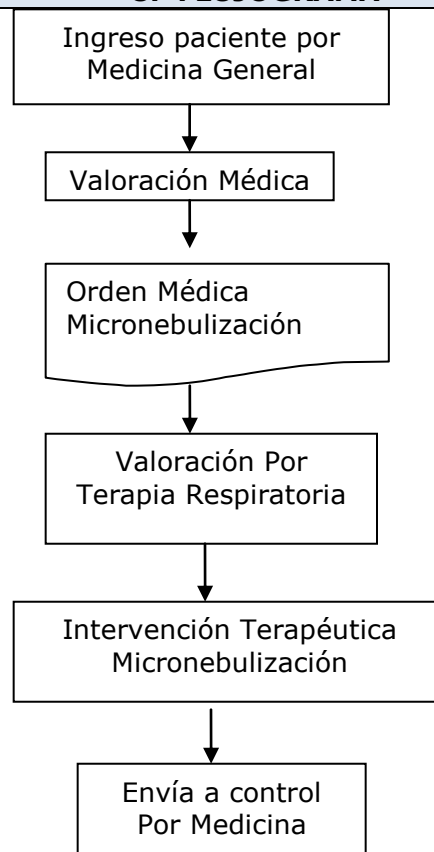 Ingreso paciente por
Medicina General
Valoración Médica
Orden Médica
Micronebulización
Valoración Por
Terapia Respiratoria
Intervención Terapéutica
Micronebulización
Envía a control
Por Medicina